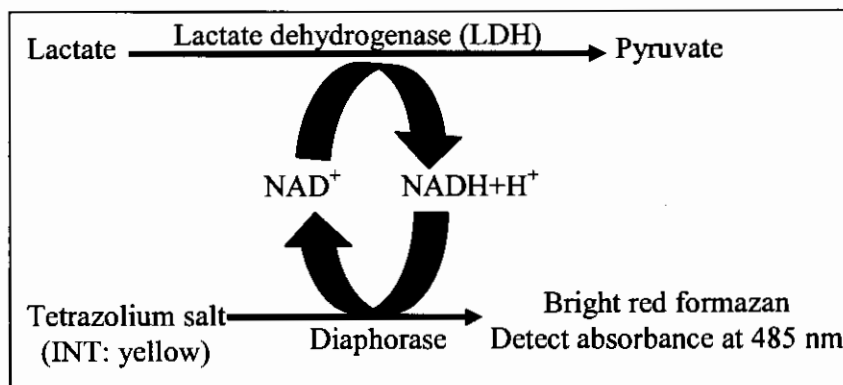 Lactate dehydrogenase (LDH)
Lactate
Pyruvate
NAD+
NADH+H+
Tetrazolium salt
(INT: yellow)
Diaphorase
Bright red formazan
Detect absorbance at 485 nm